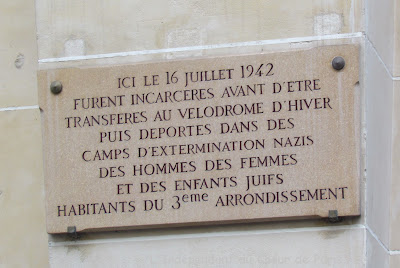 ICI LE 16 JUILLET 1942
FURENT INCARCERES AVANT D'ETRE
TRANSFERES AU VELODROME D'HIVER
PUIS DEPORTES DANS DES
CAMPS D'EXTERMINATION NAZIS
DES HOMMES DES FEMMES
ET DES ENFANTS JUIFS
HABITANTS DU 3eme ARRONDISSEMENT